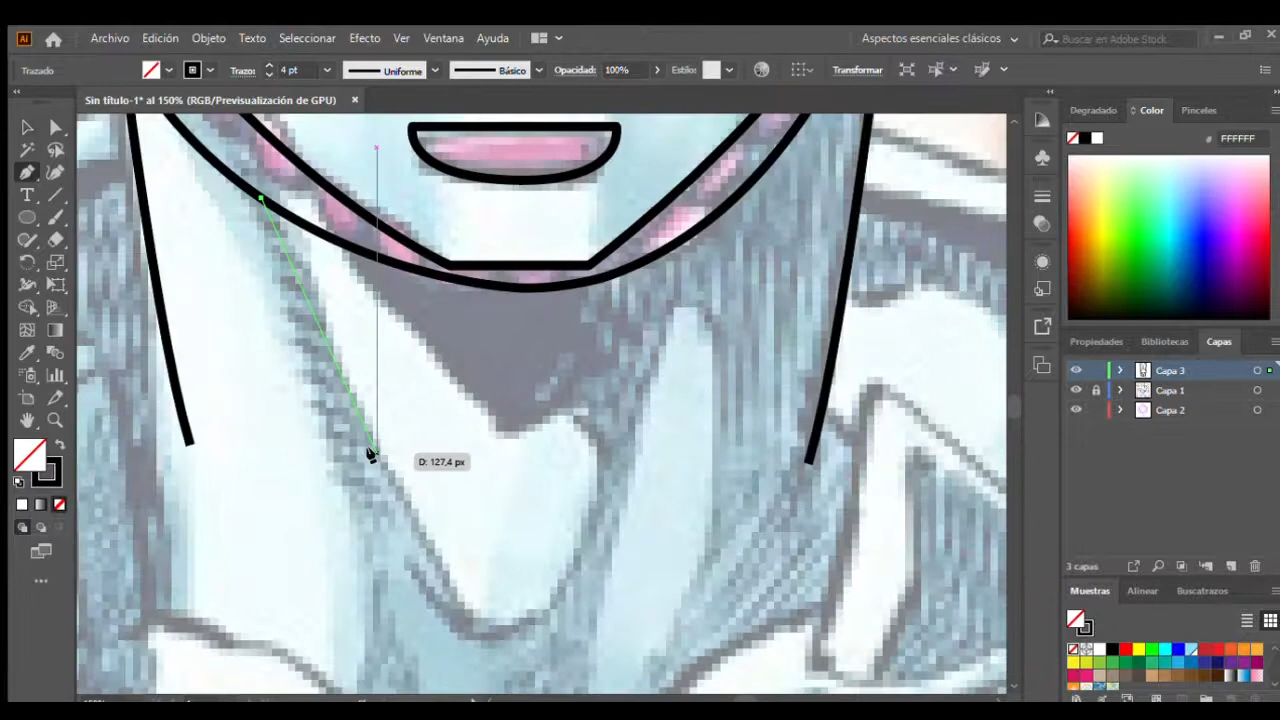 Ai
Archivo Edición Objeto Texto Seleccionar Efecto Ver Ventana Ayuda Aspectos esenciales clásicos Buscar en Adobe Stock
Trazado Trazo: 4 pt Uniforme Básico Opacidad: 100% Estilo: Transformar
Sin título-1* al 150% (RGB/Previsualización de GPU) ×
Degradado Color Pinceles
# FFFFFF
Propiedades Bibliotecas Capas
Capa 3
Capa 1
Capa 2
D: 127,4 px
3 capas
Muestras Alinear Buscatrazos